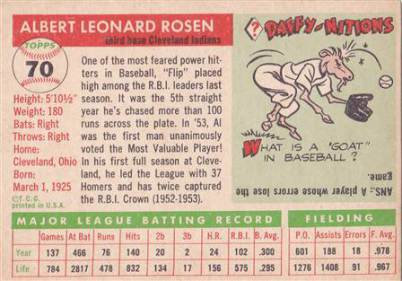 ALBERT LEONARD ROSEN
third base Cleveland Indians
TOPPS
70
Height: 5'10½"
Weight: 180
Bats: Right
Throws: Right
Home:
Cleveland, Ohio
Born:
March 1, 1925
©T.C.G.
PRINTED IN U.S.A.
One of the most feared power hit-
ters in Baseball, "Flip" placed
high among the R.B.I. leaders last
season. It was the 5th straight
year he's chased more than 100
runs across the plate. In '53, Al
was the first man unanimously
voted the Most Valuable Player!
In his first full season at Cleve-
land, he led the League with 37
Homers and has twice captured
the R.B.I. Crown (1952-1953).
? DAFFY-NITIONS
WHAT IS A "GOAT"
IN BASEBALL?
ANS.: A player whose errors lose the
game.
MAJOR LEAGUE BATTING RECORD
Games At Bat Runs Hits 2b 3b H.R. R.B.I. B. Avg.
Year 137 466 76 140 20 2 24 102 .300
Life 784 2817 478 832 134 17 156 575 .295
FIELDING
P.O. Assists Errors F. Avg.
601 188 18 .978
1276 1408 91 .967